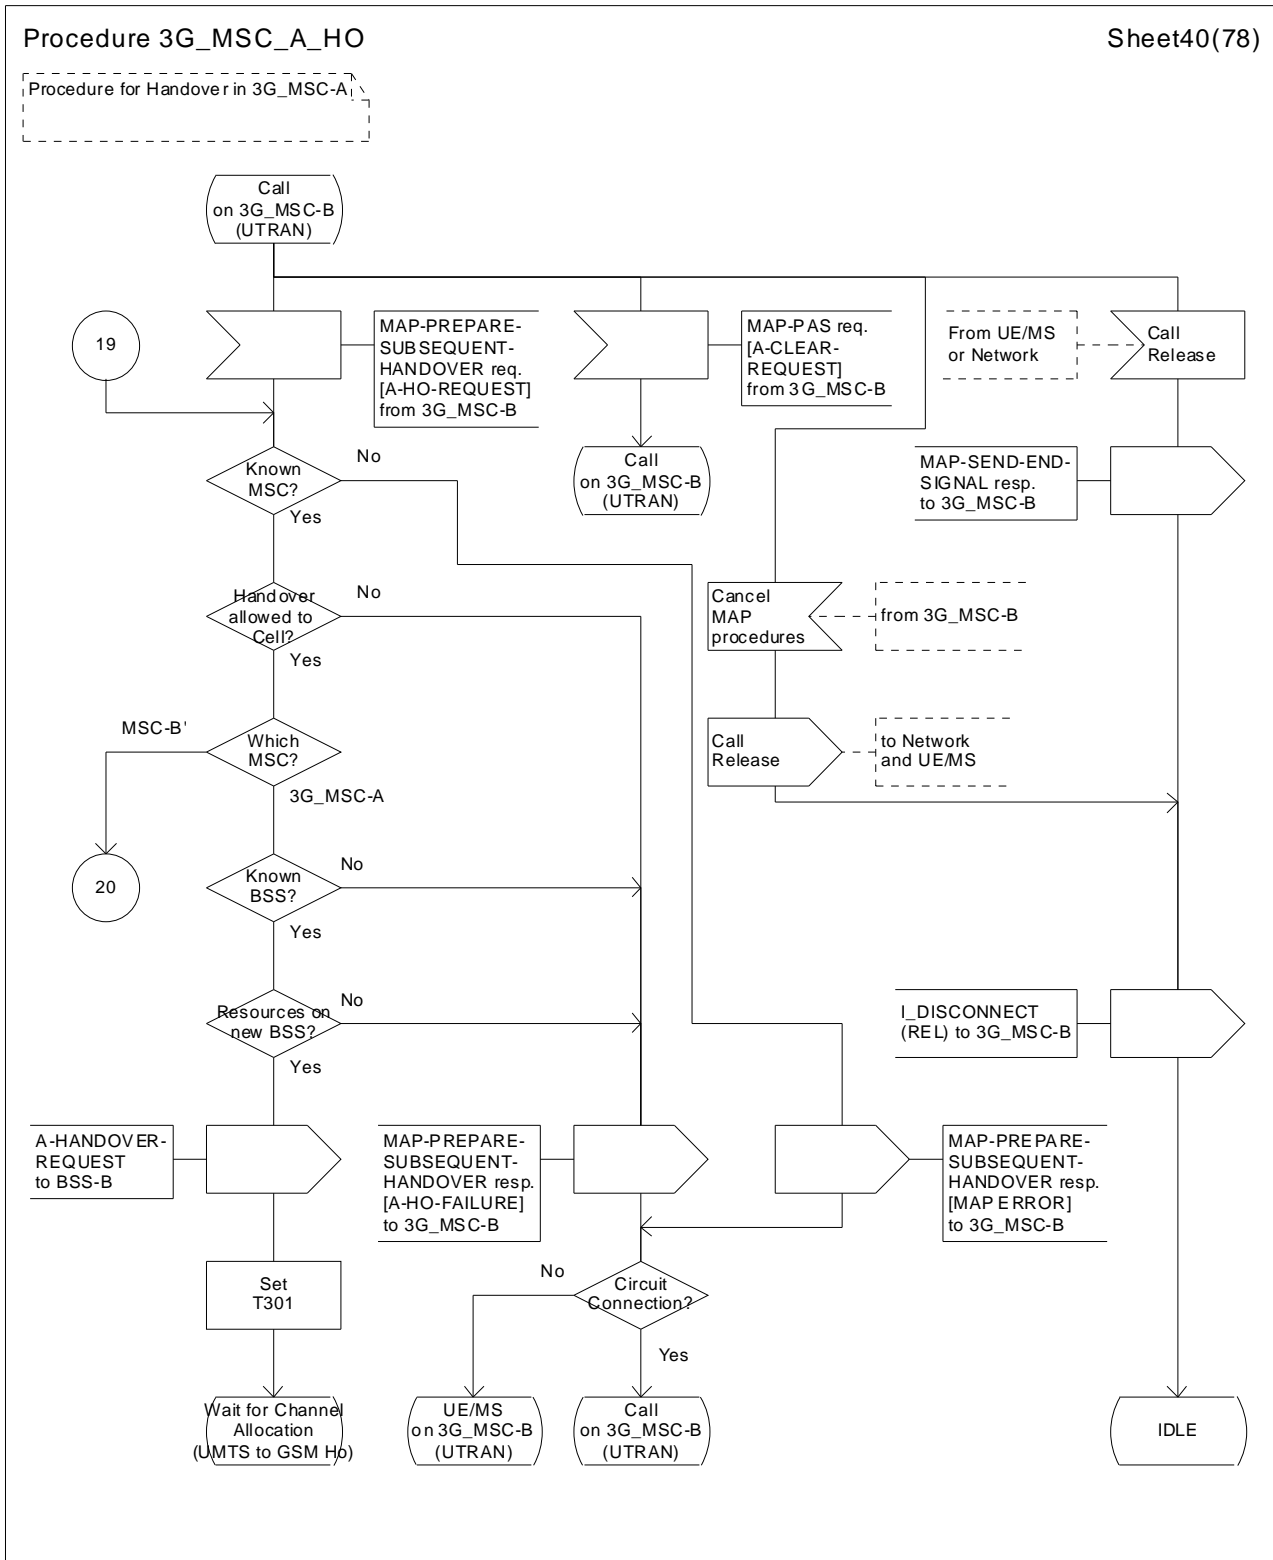 Procedure 3G_MSC_A_HO
Sheet40(78)
Procedure for Handover in 3G_MSC-A
Call
on 3G_MSC-B
(UTRAN)
19
MAP-PREPARE-
SUBSEQUENT-
HANDOVER req.
[A-HO-REQUEST]
from 3G_MSC-B
MAP-PAS req.
[A-CLEAR-
REQUEST]
from 3G_MSC-B
From UE/MS
or Network
Call
Release
Known
MSC?
No
Yes
Call
on 3G_MSC-B
(UTRAN)
MAP-SEND-END-
SIGNAL resp.
to 3G_MSC-B
Handover
allowed to
Cell?
No
Yes
Cancel
MAP
procedures
from 3G_MSC-B
MSC-B'
Which
MSC?
3G_MSC-A
Call
Release
to Network
and UE/MS
20
Known
BSS?
No
Yes
Resources on
new BSS?
No
Yes
I_DISCONNECT
(REL) to 3G_MSC-B
A-HANDOVER-
REQUEST
to BSS-B
MAP-PREPARE-
SUBSEQUENT-
HANDOVER resp.
[A-HO-FAILURE]
to 3G_MSC-B
MAP-PREPARE-
SUBSEQUENT-
HANDOVER resp.
[MAP ERROR]
to 3G_MSC-B
Set
T301
No
Circuit
Connection?
Yes
Wait for Channel
Allocation
(UMTS to GSM Ho)
UE/MS
on 3G_MSC-B
(UTRAN)
Call
on 3G_MSC-B
(UTRAN)
IDLE